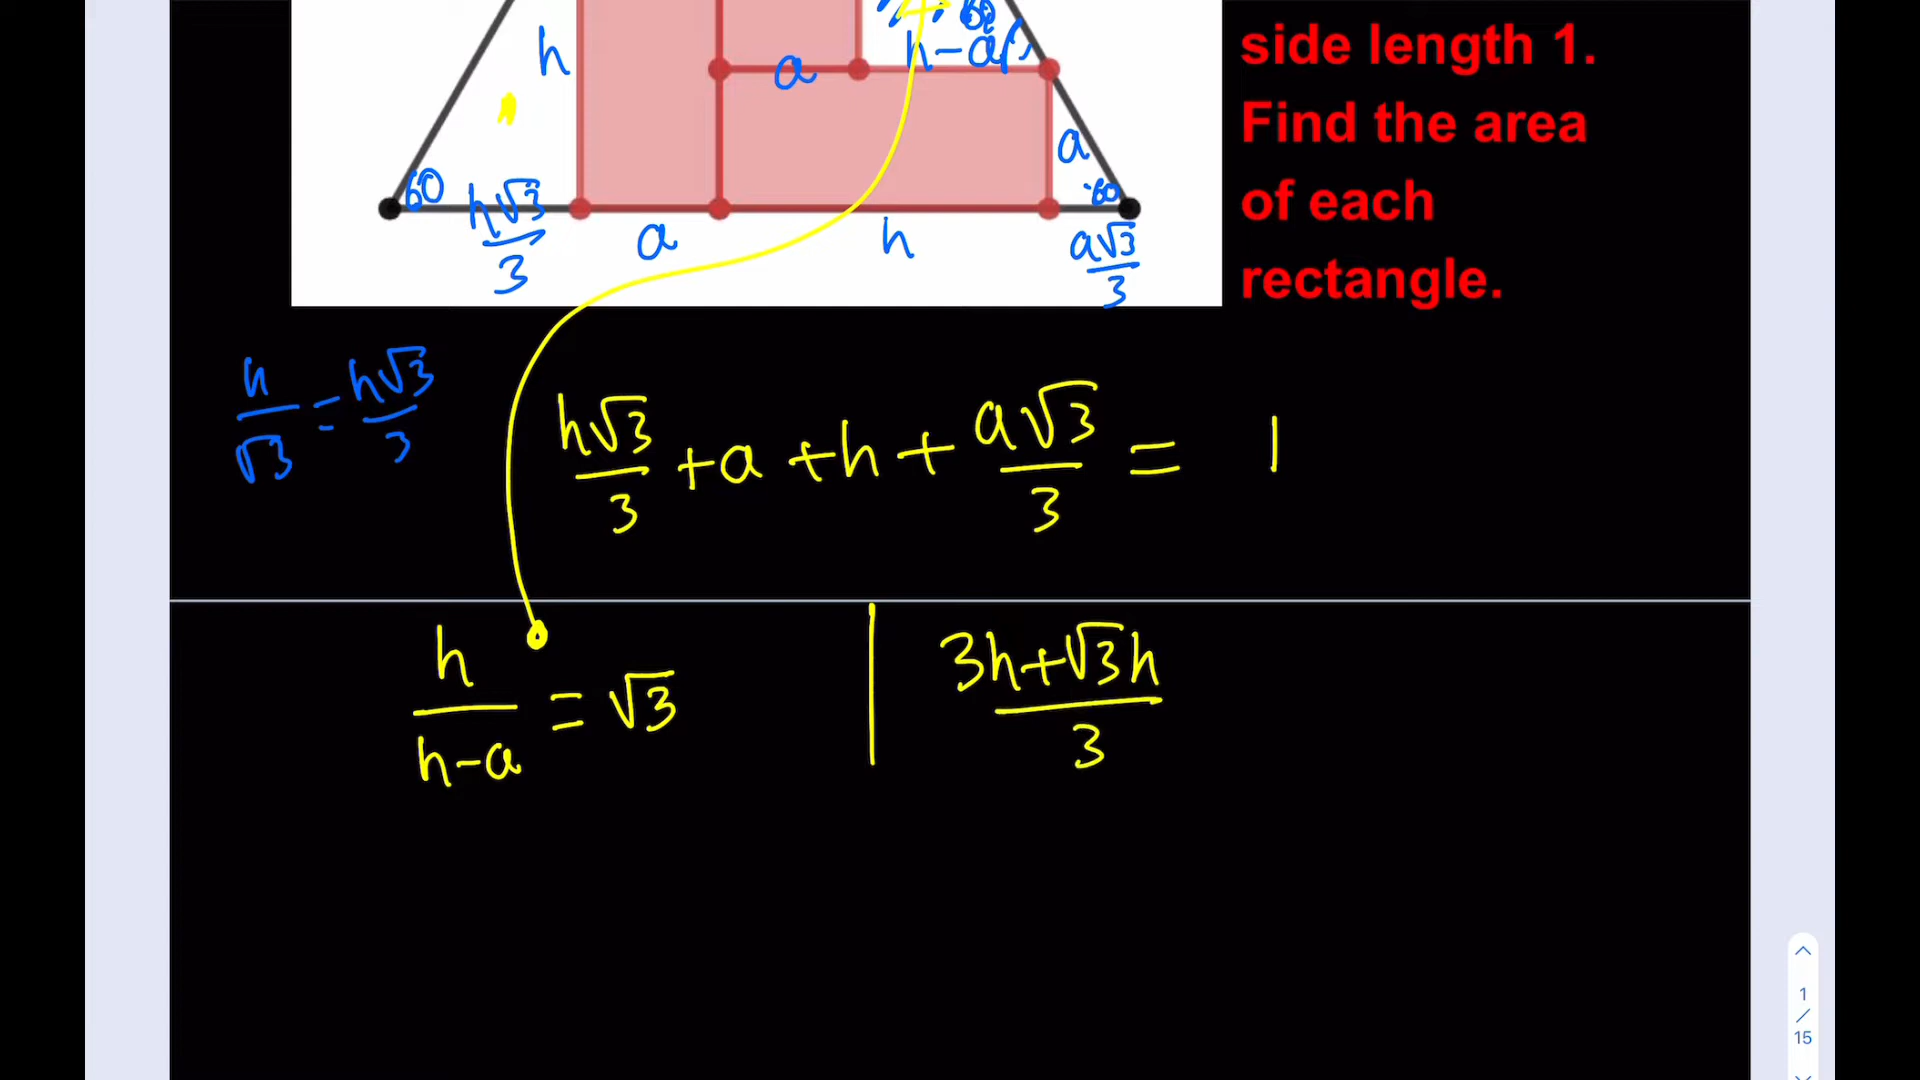 side length 1.
Find the area
of each
rectangle.
h
a
h-a
60
a
60
h√3/3
a
h
60
a√3/3
h/√3 = h√3/3
h√3/3 + a + h + a√3/3 = 1
h/(h-a) = √3
(3h+√3h)/3
1
/
15